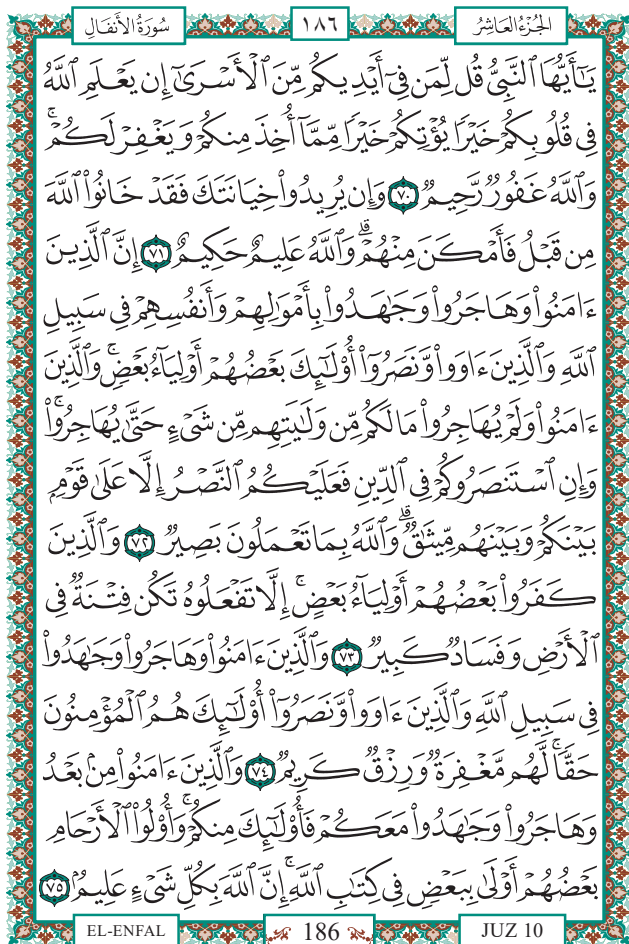 سُورَةُ الأَنفَالِ ١٨٦ الجُزْءُ العَاشِرُ
يَٰٓأَيُّهَا ٱلنَّبِىُّ قُل لِّمَن فِىٓ أَيْدِيكُم مِّنَ ٱلْأَسْرَىٰٓ إِن يَعْلَمِ ٱللَّهُ
فِى قُلُوبِكُمْ خَيْرًا يُؤْتِكُمْ خَيْرًا مِّمَّآ أُخِذَ مِنكُمْ وَيَغْفِرْ لَكُمْ ۚ
وَٱللَّهُ غَفُورٌ رَّحِيمٌ ٧٠ وَإِن يُرِيدُوا۟ خِيَانَتَكَ فَقَدْ خَانُوا۟ ٱللَّهَ
مِن قَبْلُ فَأَمْكَنَ مِنْهُمْ ۗ وَٱللَّهُ عَلِيمٌ حَكِيمٌ ٧١ إِنَّ ٱلَّذِينَ
ءَامَنُوا۟ وَهَاجَرُوا۟ وَجَٰهَدُوا۟ بِأَمْوَٰلِهِمْ وَأَنفُسِهِمْ فِى سَبِيلِ
ٱللَّهِ وَٱلَّذِينَ ءَاوَوا۟ وَّنَصَرُوٓا۟ أُو۟لَٰٓئِكَ بَعْضُهُمْ أَوْلِيَآءُ بَعْضٍ ۚ وَٱلَّذِينَ
ءَامَنُوا۟ وَلَمْ يُهَاجِرُوا۟ مَا لَكُم مِّن وَلَٰيَتِهِم مِّن شَىْءٍ حَتَّىٰ يُهَاجِرُوا۟ ۚ
وَإِنِ ٱسْتَنصَرُوكُمْ فِى ٱلدِّينِ فَعَلَيْكُمُ ٱلنَّصْرُ إِلَّا عَلَىٰ قَوْمٍۭ
بَيْنَكُمْ وَبَيْنَهُم مِّيثَٰقٌ ۗ وَٱللَّهُ بِمَا تَعْمَلُونَ بَصِيرٌ ٧٢ وَٱلَّذِينَ
كَفَرُوا۟ بَعْضُهُمْ أَوْلِيَآءُ بَعْضٍ ۚ إِلَّا تَفْعَلُوهُ تَكُن فِتْنَةٌ فِى
ٱلْأَرْضِ وَفَسَادٌ كَبِيرٌ ٧٣ وَٱلَّذِينَ ءَامَنُوا۟ وَهَاجَرُوا۟ وَجَٰهَدُوا۟
فِى سَبِيلِ ٱللَّهِ وَٱلَّذِينَ ءَاوَوا۟ وَّنَصَرُوٓا۟ أُو۟لَٰٓئِكَ هُمُ ٱلْمُؤْمِنُونَ
حَقًّا ۚ لَّهُم مَّغْفِرَةٌ وَرِزْقٌ كَرِيمٌ ٧٤ وَٱلَّذِينَ ءَامَنُوا۟ مِنۢ بَعْدُ
وَهَاجَرُوا۟ وَجَٰهَدُوا۟ مَعَكُمْ فَأُو۟لَٰٓئِكَ مِنكُمْ ۚ وَأُو۟لُوا۟ ٱلْأَرْحَامِ
بَعْضُهُمْ أَوْلَىٰ بِبَعْضٍ فِى كِتَٰبِ ٱللَّهِ ۗ إِنَّ ٱللَّهَ بِكُلِّ شَىْءٍ عَلِيمٌۢ ٧٥
EL-ENFAL 186 JUZ 10